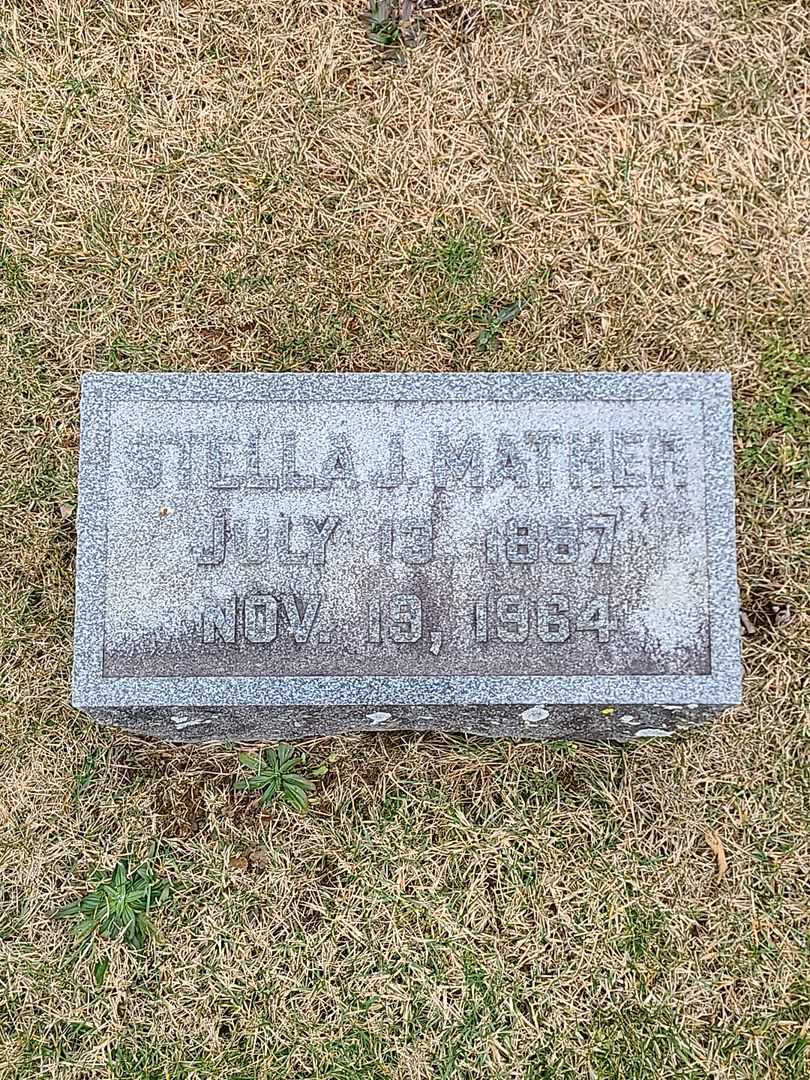 STELLA J. MATHER
JULY 13, 1887
NOV. 19, 1964